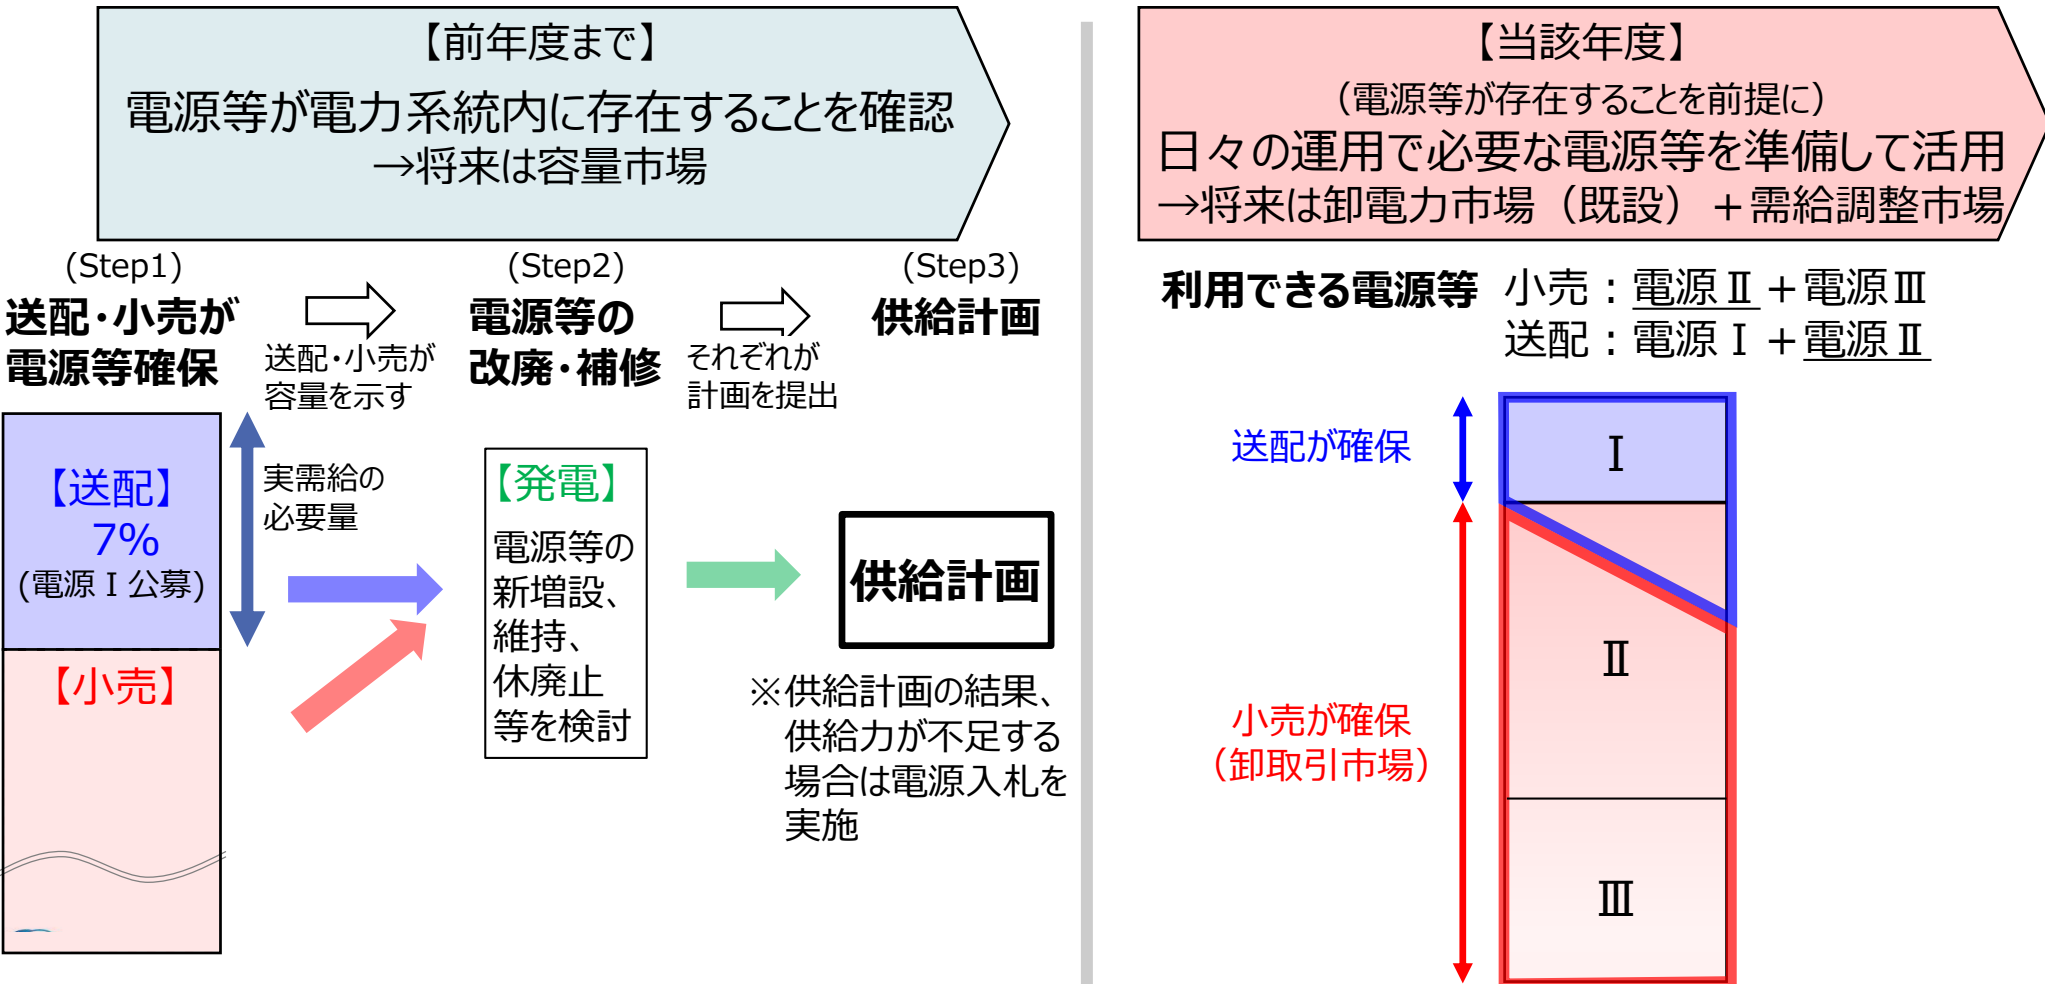 【前年度まで】
電源等が電力系統内に存在することを確認
→将来は容量市場
(Step1)
送配・小売が
電源等確保
送配・小売が
容量を示す
(Step2)
電源等の
改廃・補修
それぞれが
計画を提出
(Step3)
供給計画
【送配】
7%
(電源Ⅰ公募)
実需給の
必要量
【小売】
【発電】
電源等の
新増設、
維持、
休廃止
等を検討
供給計画
※供給計画の結果、
供給力が不足する
場合は電源入札を
実施
【当該年度】
（電源等が存在することを前提に）
日々の運用で必要な電源等を準備して活用
→将来は卸電力市場（既設）＋需給調整市場
利用できる電源等 小売：電源Ⅱ＋電源Ⅲ
送配：電源Ⅰ＋電源Ⅱ
送配が確保
Ⅰ
Ⅱ
小売が確保
（卸取引市場）
Ⅲ